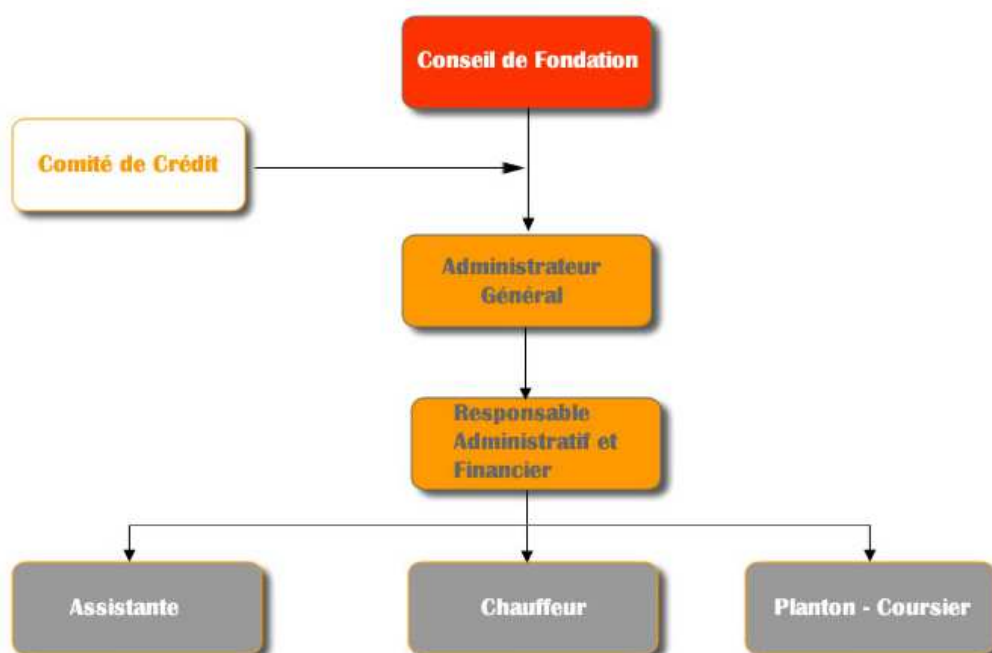 Conseil de Fondation
Comité de Crédit
Administrateur
Général
Responsable
Administratif et
Financier
Assistante
Chauffeur
Planton - Coursier